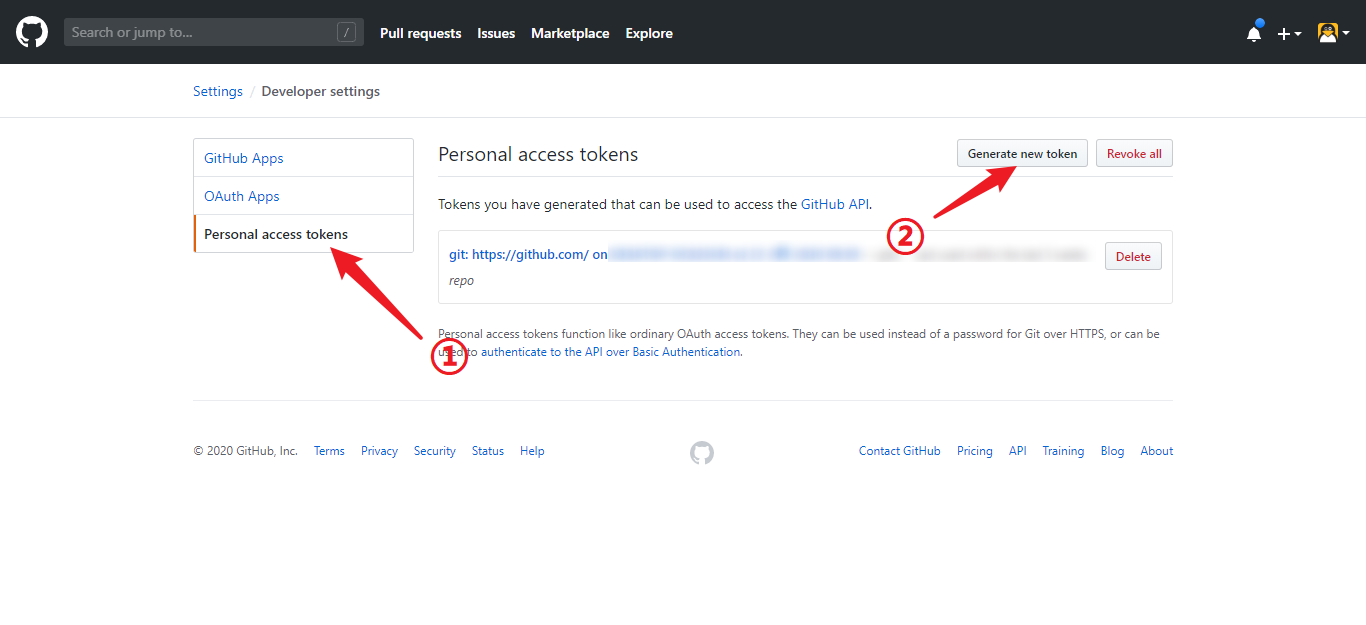 Search or jump to... /
Pull requests Issues Marketplace Explore
Settings / Developer settings
GitHub Apps
OAuth Apps
Personal access tokens
①
Personal access tokens
Generate new token
Revoke all
②
Tokens you have generated that can be used to access the GitHub API.
git: https://github.com/ on
Delete
repo
Personal access tokens function like ordinary OAuth access tokens. They can be used instead of a password for Git over HTTPS, or can be
used to authenticate to the API over Basic Authentication.
© 2020 GitHub, Inc. Terms Privacy Security Status Help
Contact GitHub Pricing API Training Blog About